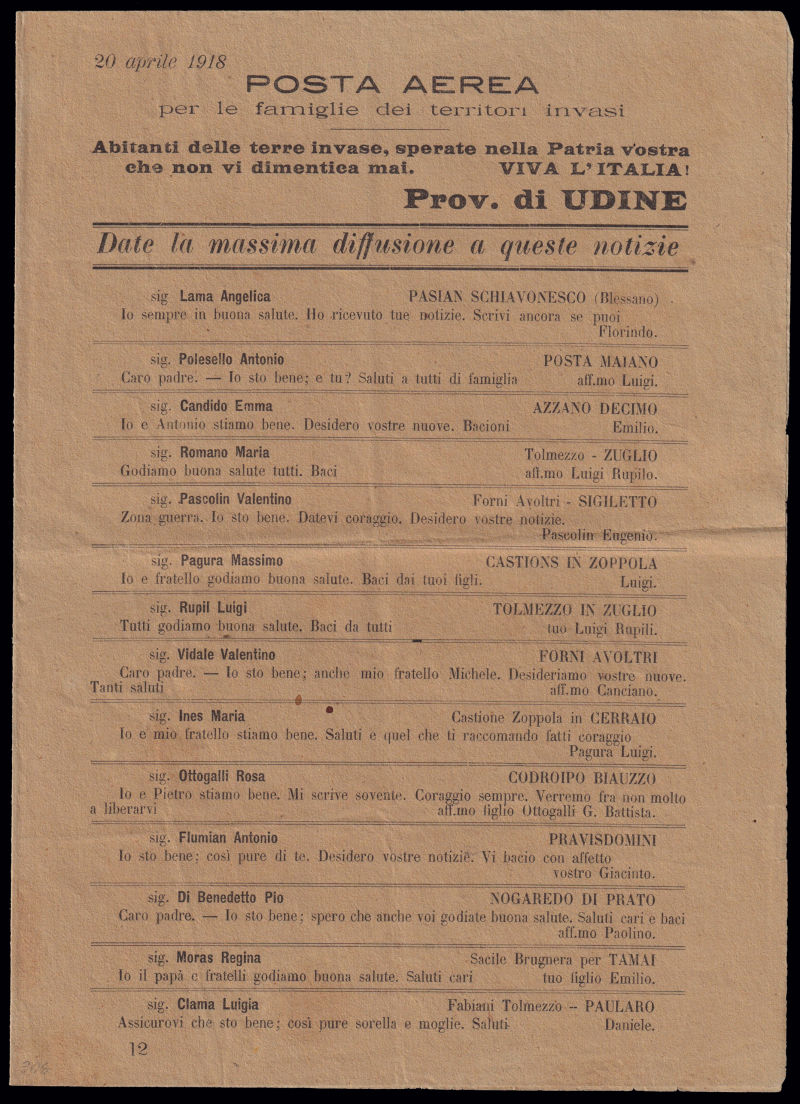 20 aprile 1918
POSTA AEREA
per le famiglie dei territori invasi
Abitanti delle terre invase, sperate nella Patria vostra
che non vi dimentica mai. VIVA L'ITALIA!
Prov. di UDINE
Date la massima diffusione a queste notizie
sig. Lama Angelica PASIAN SCHIAVONESCO (Blessano)
Io sempre in buona salute. Ho ricevuto tue notizie. Scrivi ancora se puoi
Florindo.
sig. Polesello Antonio POSTA MAIANO
Caro padre. — Io sto bene; e tu? Saluti a tutti di famiglia aff.mo Luigi.
sig. Candido Emma AZZANO DECIMO
Io e Antonio stiamo bene. Desidero vostre nuove. Bacioni Emilio.
sig. Romano Maria Tolmezzo - ZUGLIO
Godiamo buona salute tutti. Baci aff.mo Luigi Rupilo.
sig. Pascolin Valentino Forni Avoltri - SIGILETTO
Zona guerra. Io sto bene. Datevi coraggio. Desidero vostre notizie.
Pascolin Eugenio.
sig. Pagura Massimo CASTIONS IN ZOPPOLA
Io e fratello godiamo buona salute. Baci dai tuoi figli. Luigi.
sig. Rupil Luigi TOLMEZZO IN ZUGLIO
Tutti godiamo buona salute. Baci da tutti tuo Luigi Rupili.
sig. Vidale Valentino FORNI AVOLTRI
Caro padre. — Io sto bene; anche mio fratello Michele. Desideriamo vostre nuove.
Tanti saluti aff.mo Canciano.
sig. Ines Maria Castione Zoppola in CERRAIO
Io e mio fratello stiamo bene. Saluti e quel che ti raccomando fatti coraggio
Pagura Luigi.
sig. Ottogalli Rosa CODROIPO BIAUZZO
Io e Pietro stiamo bene. Mi scrive sovente. Coraggio sempre. Verremo fra non molto
a liberarvi aff.mo figlio Ottogalli G. Battista.
sig. Flumian Antonio PRAVISDOMINI
Io sto bene; così pure di te. Desidero vostre notizie. Vi bacio con affetto
vostro Giacinto.
sig. Di Benedetto Pio NOGAREDO DI PRATO
Caro padre. — Io sto bene; spero che anche voi godiate buona salute. Saluti cari e baci
aff.mo Paolino.
sig. Moras Regina Sacile Brugnera per TAMAI
Io il papà e fratelli godiamo buona salute. Saluti cari tuo figlio Emilio.
sig. Clama Luigia Fabiani Tolmezzo -- PAULARO
Assicurovi che sto bene; così pure sorella e moglie. Saluti Daniele.
12